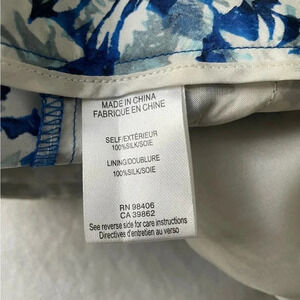 MADE IN CHINA
FABRIQUE EN CHINE
SELF/EXTÉRIEUR
100%SILK/SOIE
LINING/DOUBLURE
100%SILK/SOIE
RN 98406
CA 39862
See reverse side for care instructions
Directives d'entretien au verso